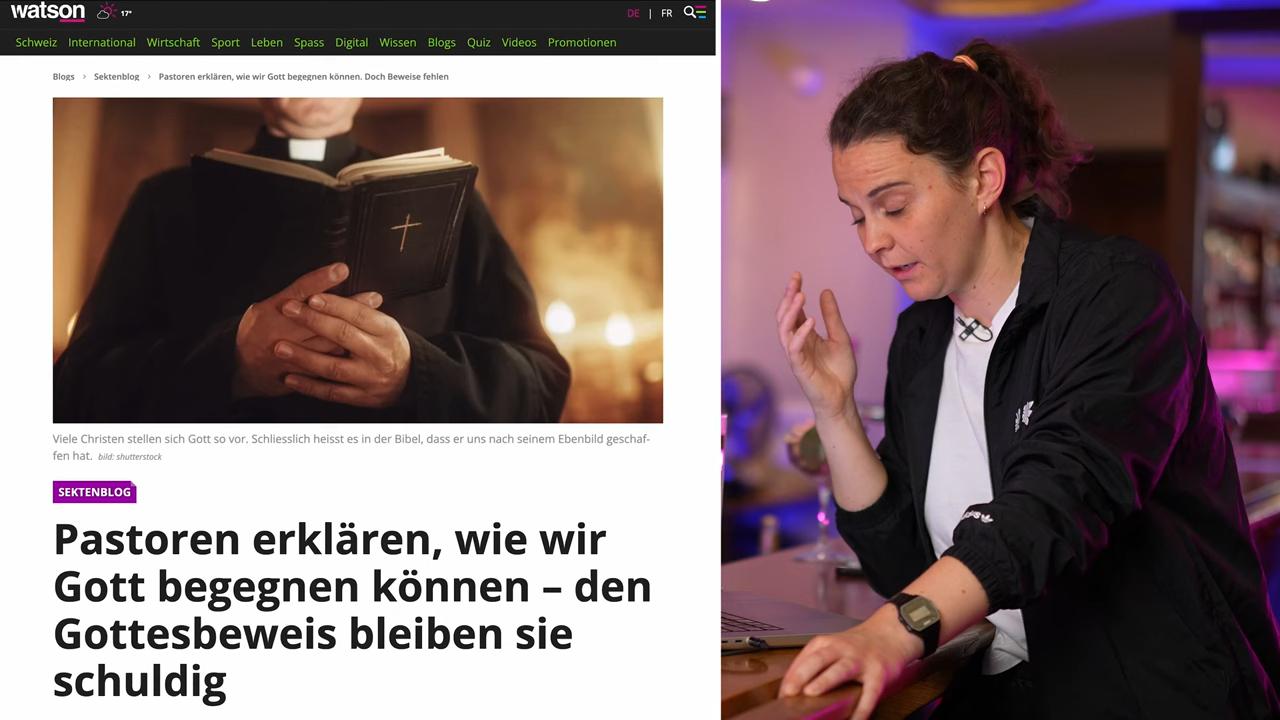 watson
17°
DE | FR
Schweiz International Wirtschaft Sport Leben Spass Digital Wissen Blogs Quiz Videos Promotionen
Blogs › Sektenblog › Pastoren erklären, wie wir Gott begegnen können. Doch Beweise fehlen
Viele Christen stellen sich Gott so vor. Schliesslich heisst es in der Bibel, dass er uns nach seinem Ebenbild geschaf-
fen hat. bild: shutterstock
SEKTENBLOG
Pastoren erklären, wie wir
Gott begegnen können – den
Gottesbeweis bleiben sie
schuldig